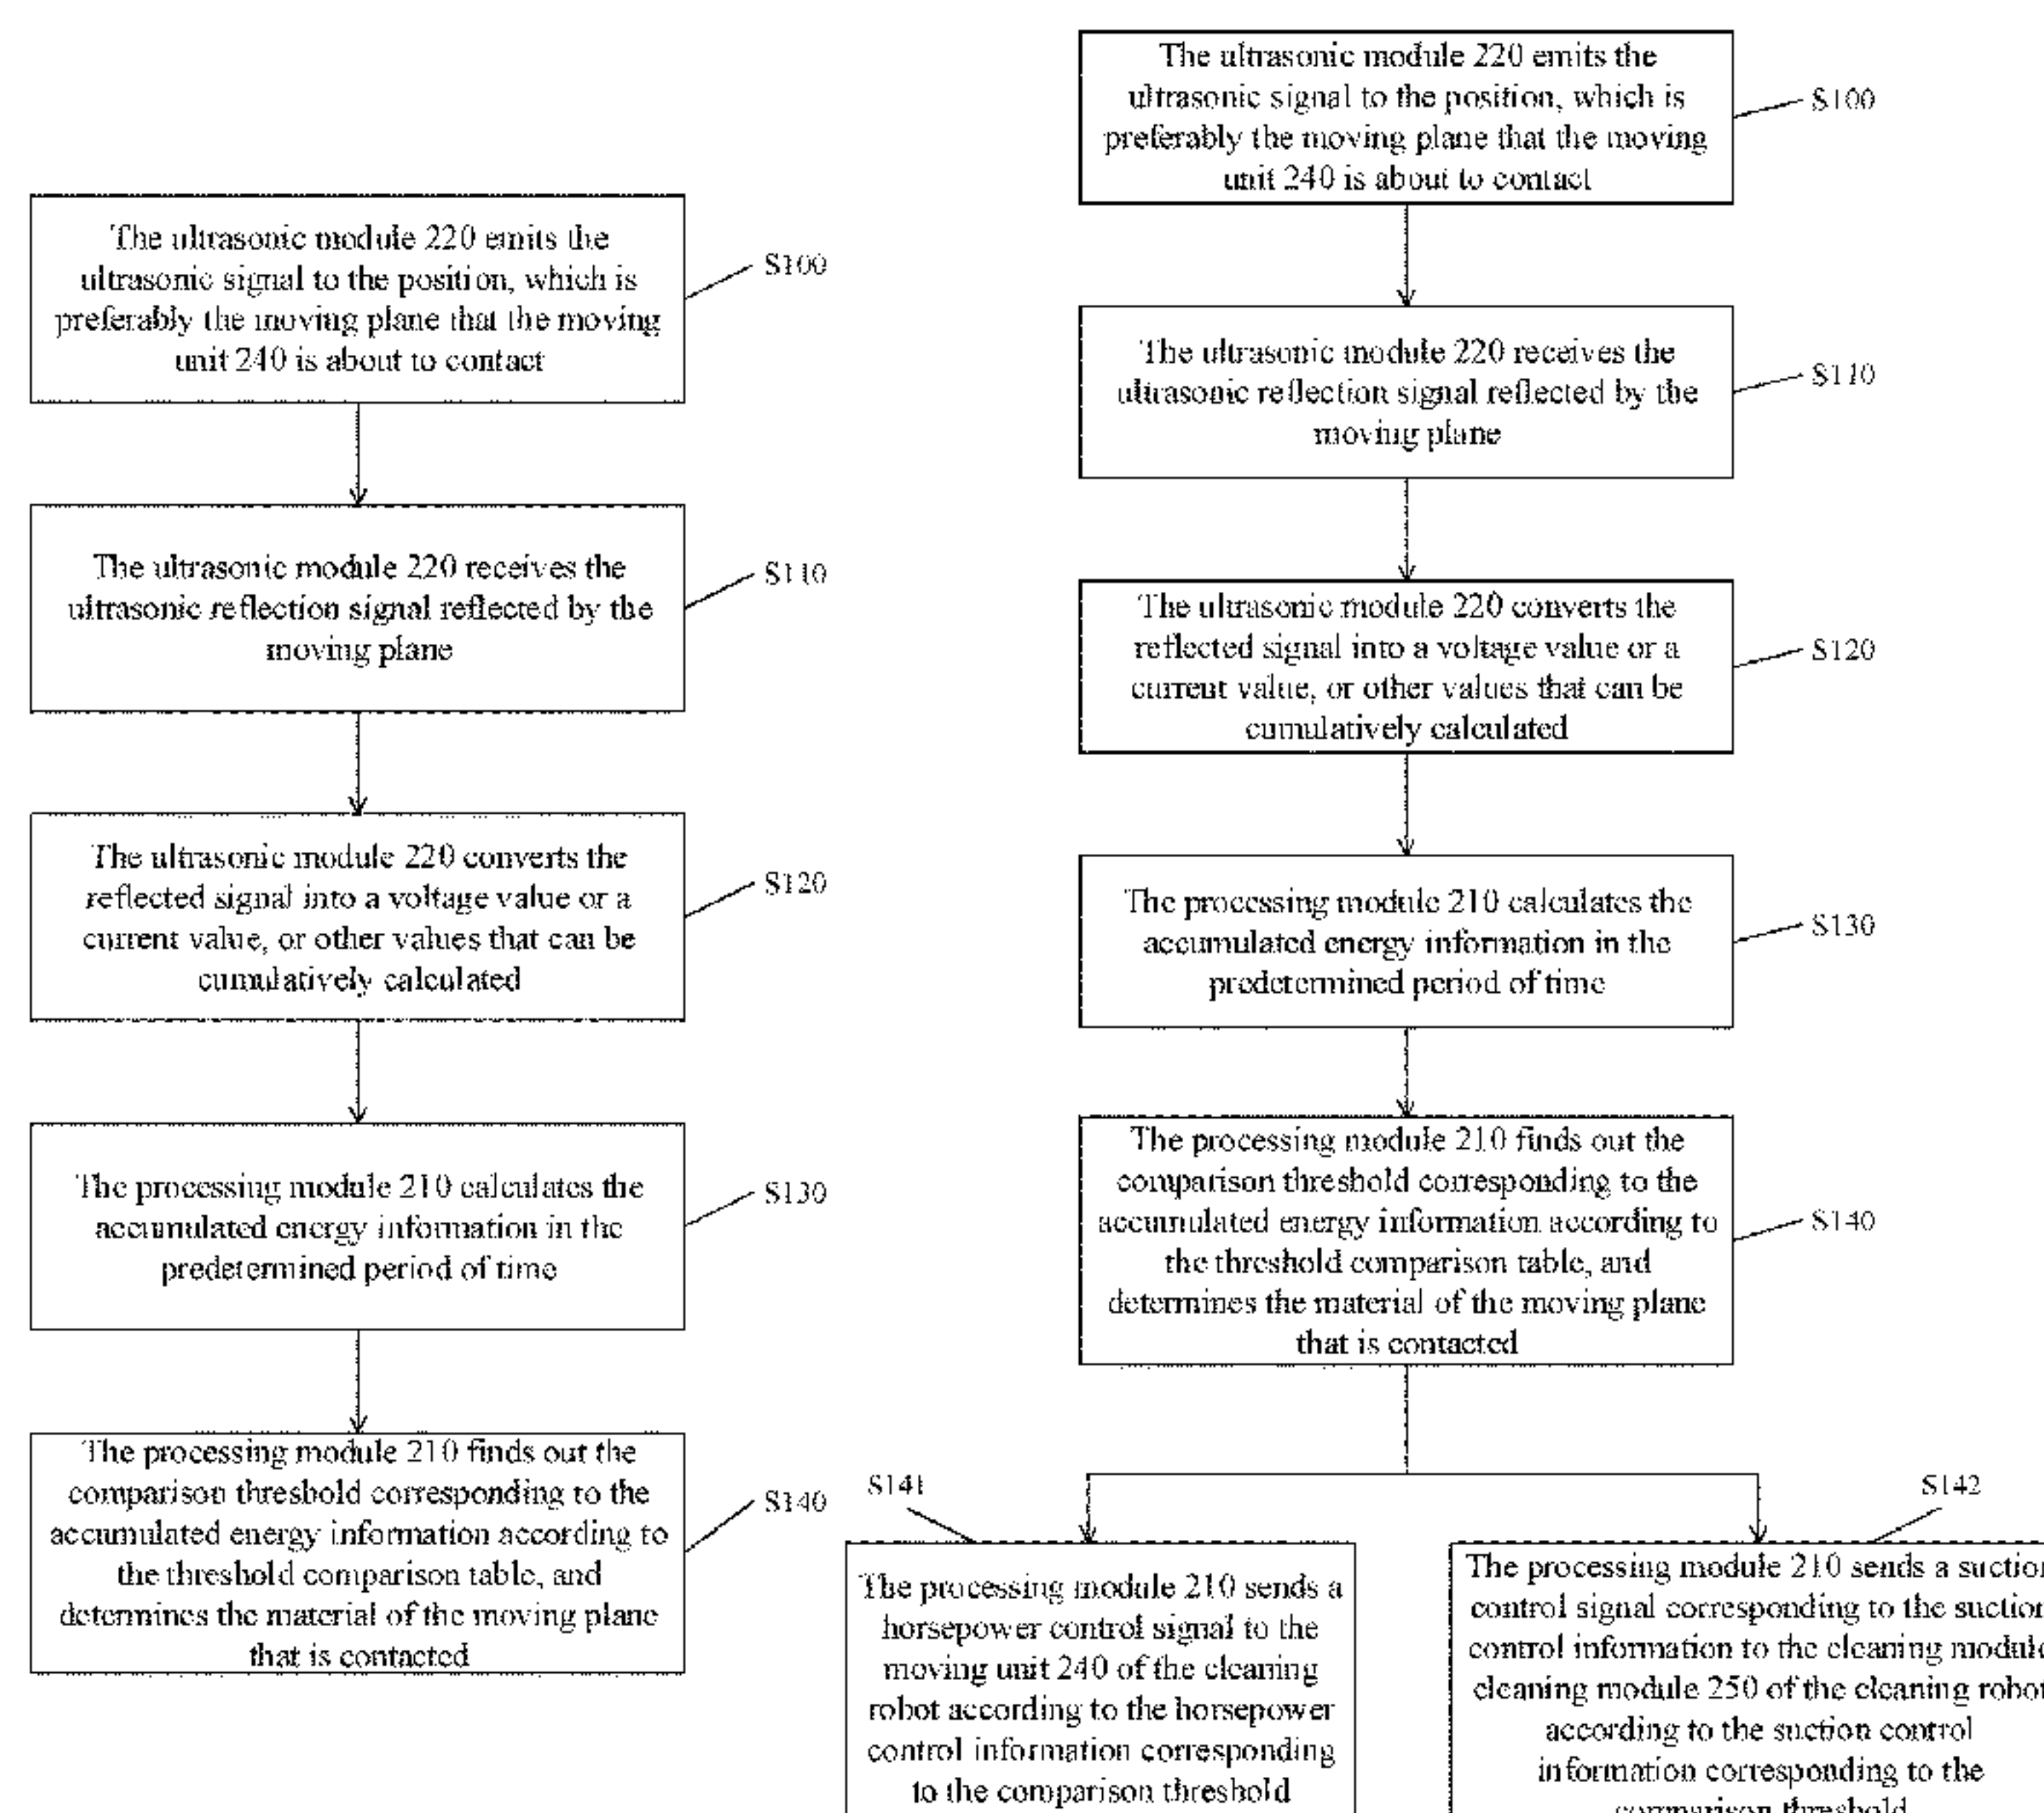 The ultrasonic module 220 emits the
ultrasonic signal to the position, which is
preferably the moving plane that the moving
unit 240 is about to contact
S100
The ultrasonic module 220 receives the
ultrasonic reflection signal reflected by the
moving plane
S110
The ultrasonic module 220 converts the
reflected signal into a voltage value or a
current value, or other values that can be
cumulatively calculated
S120
The processing module 210 calculates the
accumulated energy information in the
predetermined period of time
S130
The processing module 210 finds out the
comparison threshold corresponding to the
accumulated energy information according to
the threshold comparison table, and
determines the material of the moving plane
that is contacted
S140
The ultrasonic module 220 emits the
ultrasonic signal to the position, which is
preferably the moving plane that the moving
unit 240 is about to contact
S100
The ultrasonic module 220 receives the
ultrasonic reflection signal reflected by the
moving plane
S110
The ultrasonic module 220 converts the
reflected signal into a voltage value or a
current value, or other values that can be
cumulatively calculated
S120
The processing module 210 calculates the
accumulated energy information in the
predetermined period of time
S130
The processing module 210 finds out the
comparison threshold corresponding to the
accumulated energy information according to
the threshold comparison table, and
determines the material of the moving plane
that is contacted
S140
S141
The processing module 210 sends a
horsepower control signal to the
moving unit 240 of the cleaning
robot according to the horsepower
control information corresponding
to the comparison threshold
S142
The processing module 210 sends a suction
control signal corresponding to the suction
control information to the cleaning module
cleaning module 250 of the cleaning robot
according to the suction control
information corresponding to the
comparison threshold